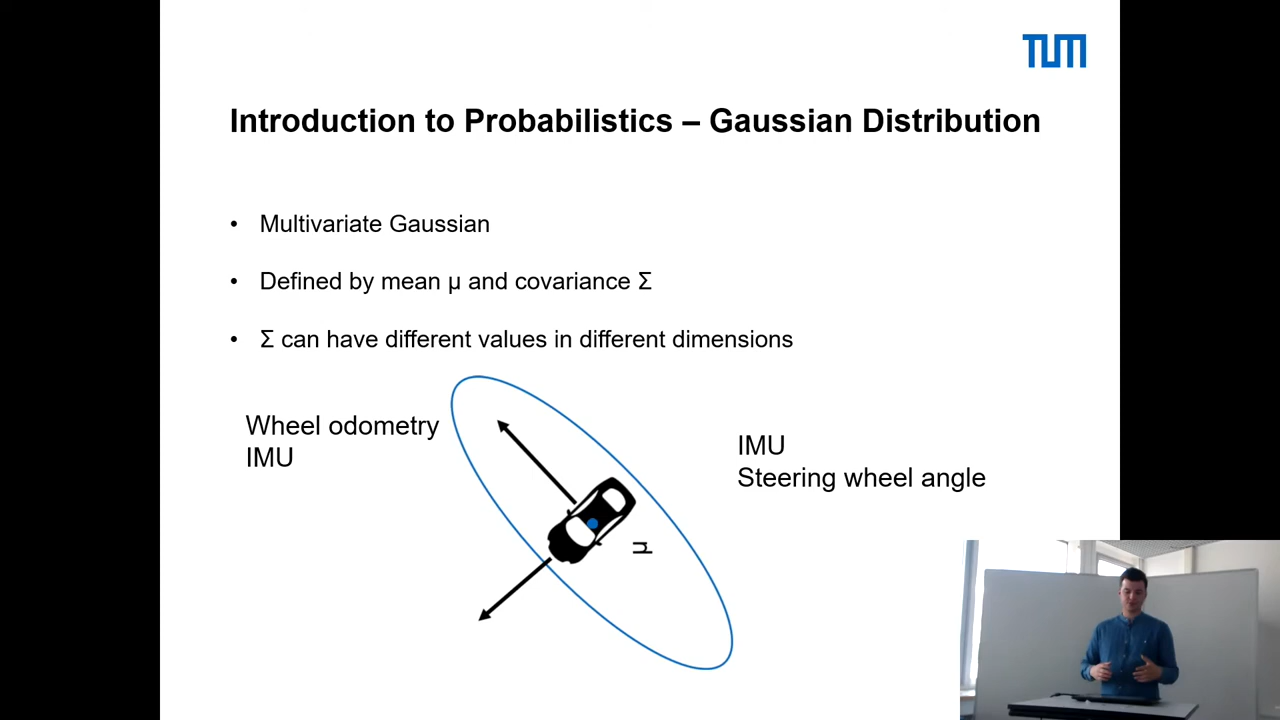 TUM
Introduction to Probabilistics – Gaussian Distribution
• Multivariate Gaussian
• Defined by mean μ and covariance Σ
• Σ can have different values in different dimensions
Wheel odometry
IMU
IMU
Steering wheel angle
μ